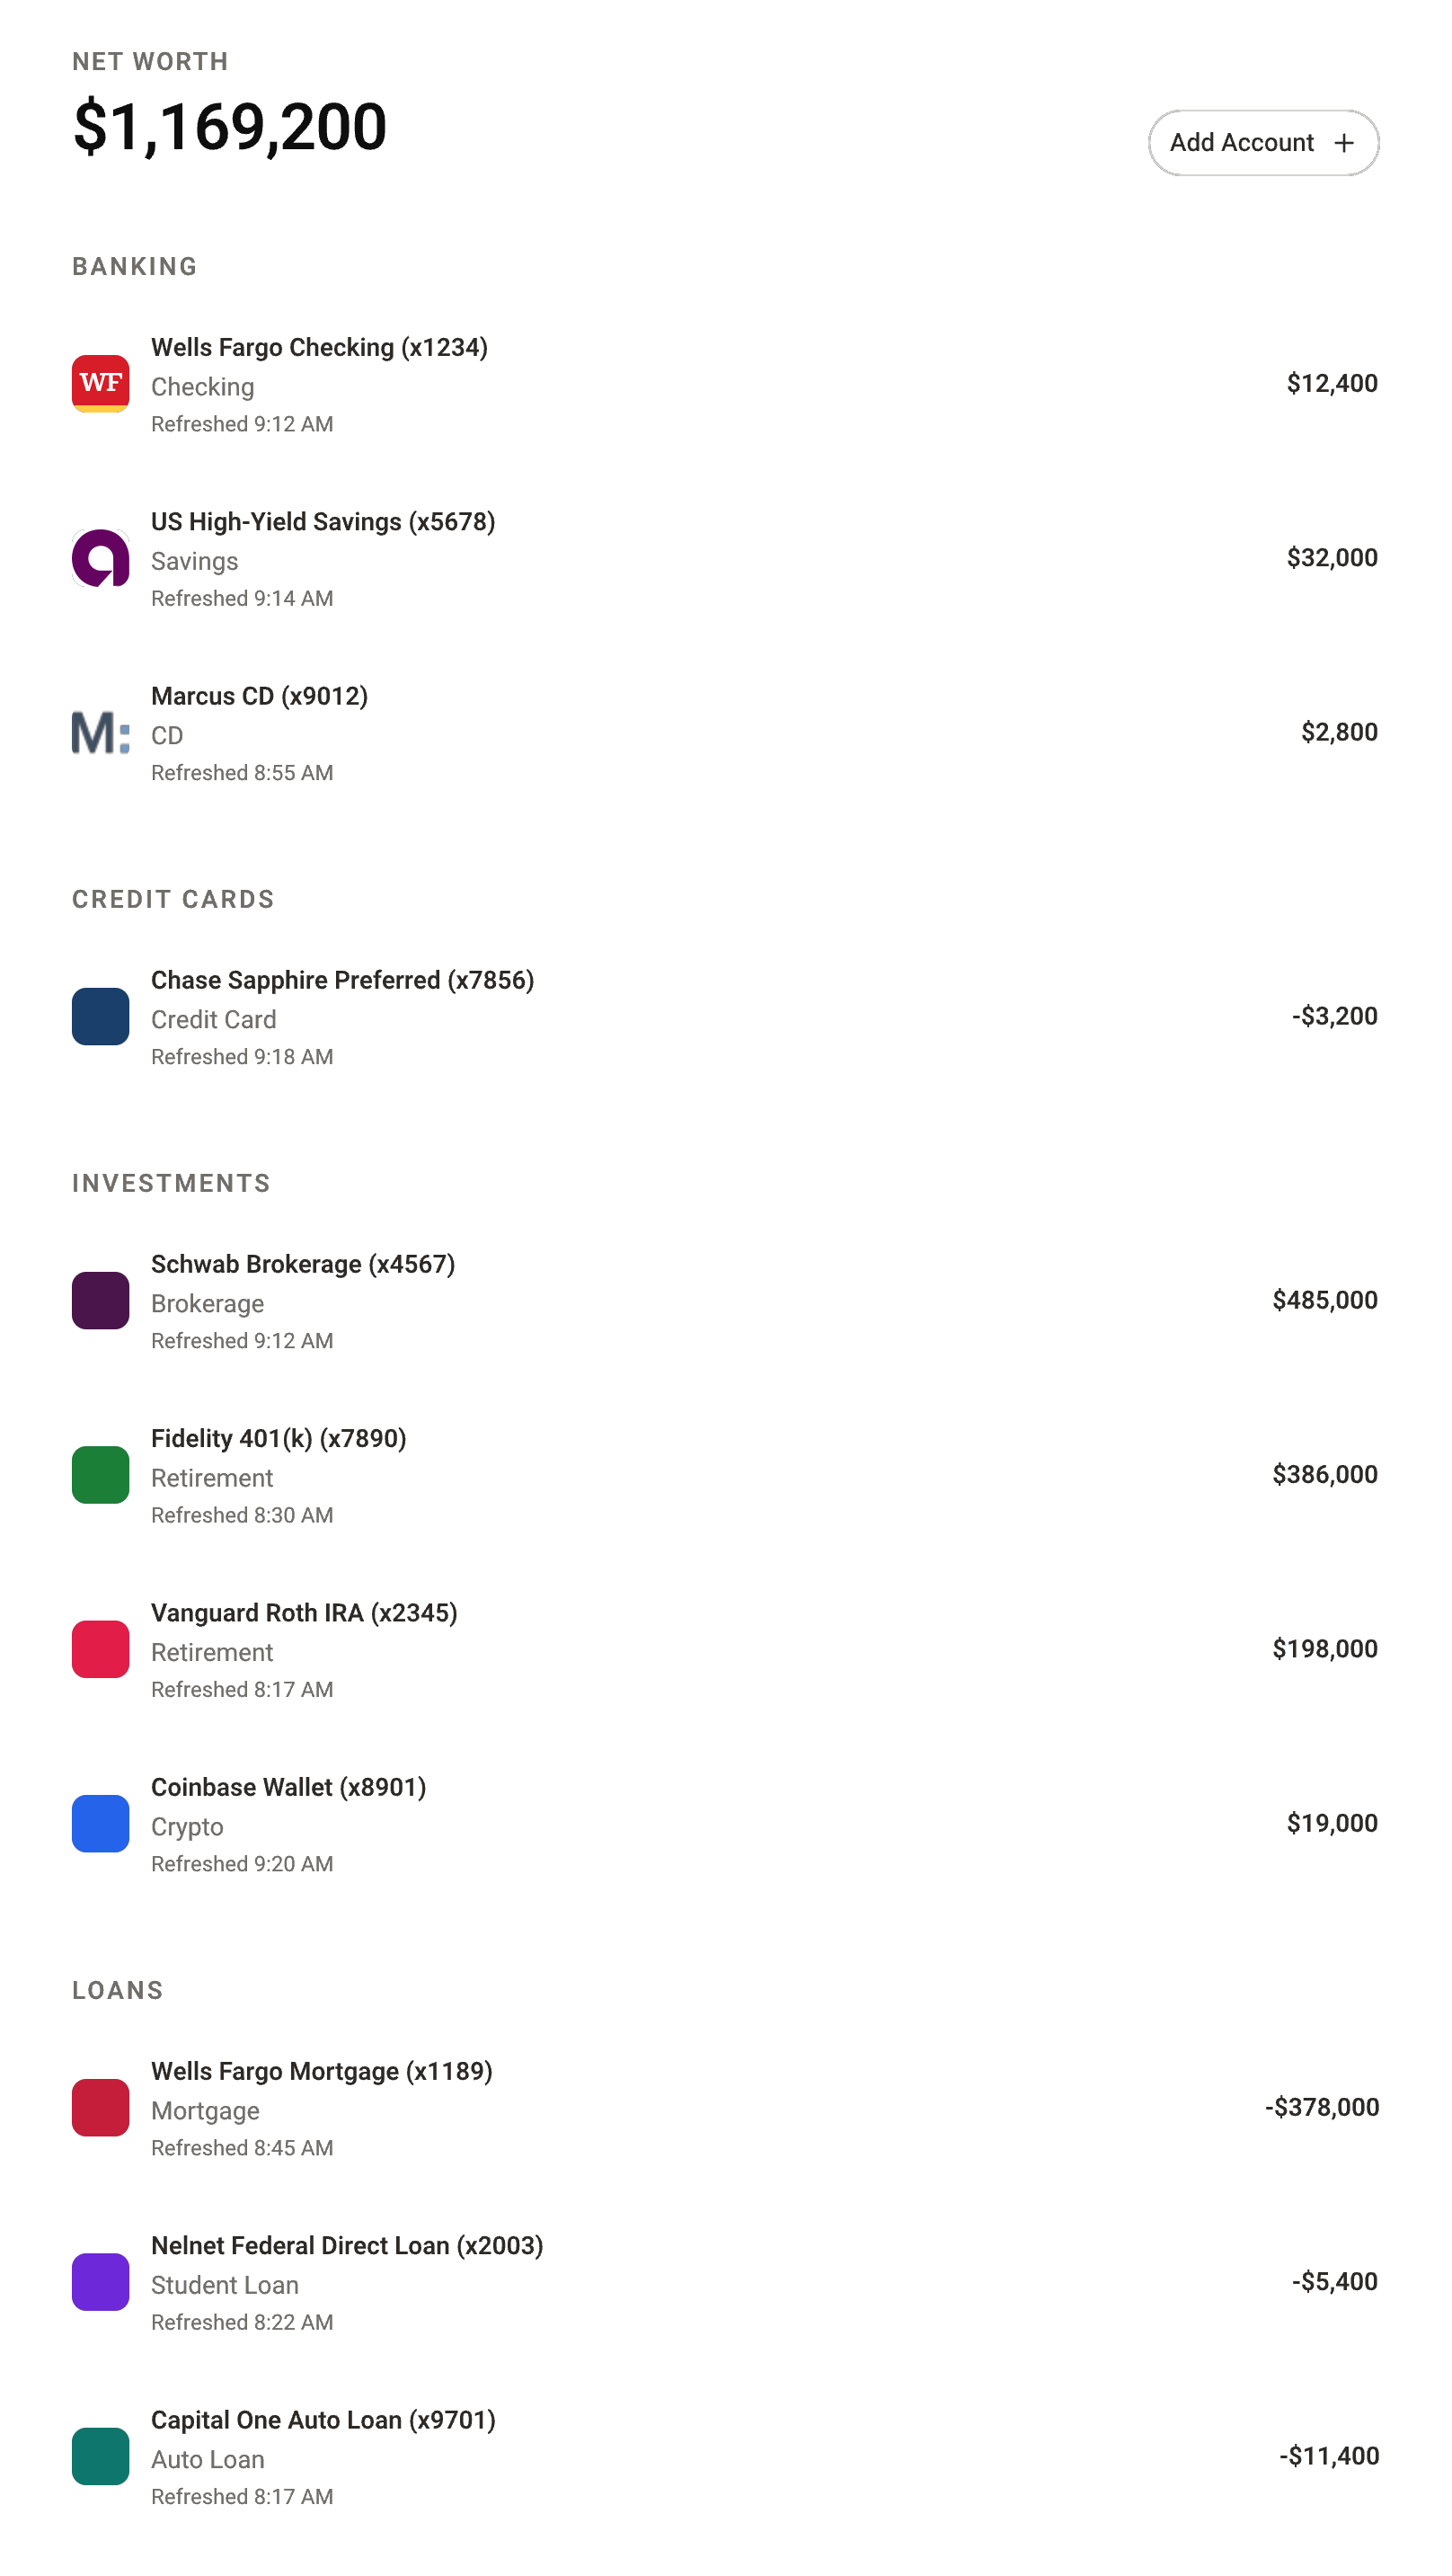 NET WORTH
$1,169,200
Add Account +
BANKING
WF
Wells Fargo Checking (x1234)
Checking
Refreshed 9:12 AM
$12,400
US High-Yield Savings (x5678)
Savings
Refreshed 9:14 AM
$32,000
M:
Marcus CD (x9012)
CD
Refreshed 8:55 AM
$2,800
CREDIT CARDS
Chase Sapphire Preferred (x7856)
Credit Card
Refreshed 9:18 AM
-$3,200
INVESTMENTS
Schwab Brokerage (x4567)
Brokerage
Refreshed 9:12 AM
$485,000
Fidelity 401(k) (x7890)
Retirement
Refreshed 8:30 AM
$386,000
Vanguard Roth IRA (x2345)
Retirement
Refreshed 8:17 AM
$198,000
Coinbase Wallet (x8901)
Crypto
Refreshed 9:20 AM
$19,000
LOANS
Wells Fargo Mortgage (x1189)
Mortgage
Refreshed 8:45 AM
-$378,000
Nelnet Federal Direct Loan (x2003)
Student Loan
Refreshed 8:22 AM
-$5,400
Capital One Auto Loan (x9701)
Auto Loan
Refreshed 8:17 AM
-$11,400